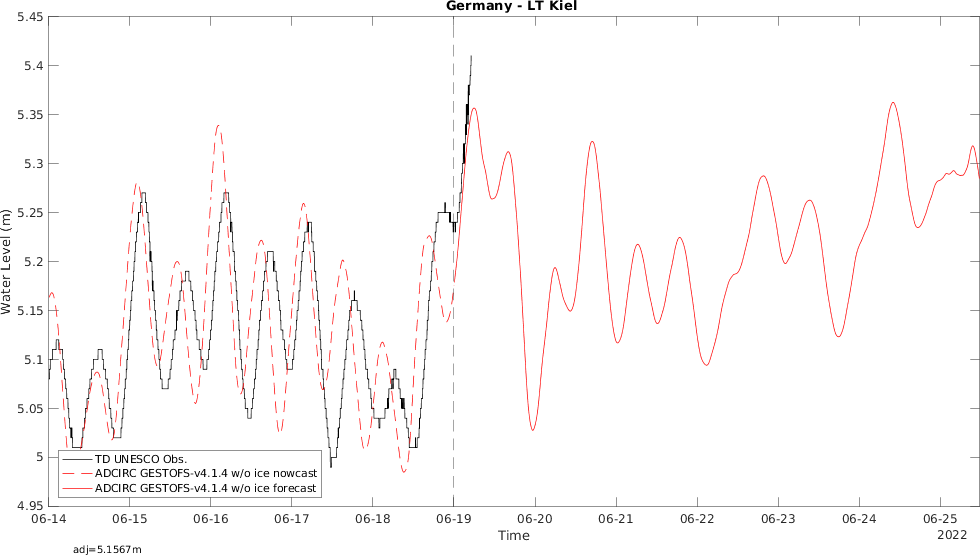 Germany - LT Kiel
5.45
5.4
5.35
5.3
5.25
5.2
5.15
5.1
5.05
5
4.95
Water Level (m)
TD UNESCO Obs.
ADCIRC GESTOFS-v4.1.4 w/o ice nowcast
ADCIRC GESTOFS-v4.1.4 w/o ice forecast
06-14 06-15 06-16 06-17 06-18 06-19 06-20 06-21 06-22 06-23 06-24 06-25
Time
2022
adj=5.1567m